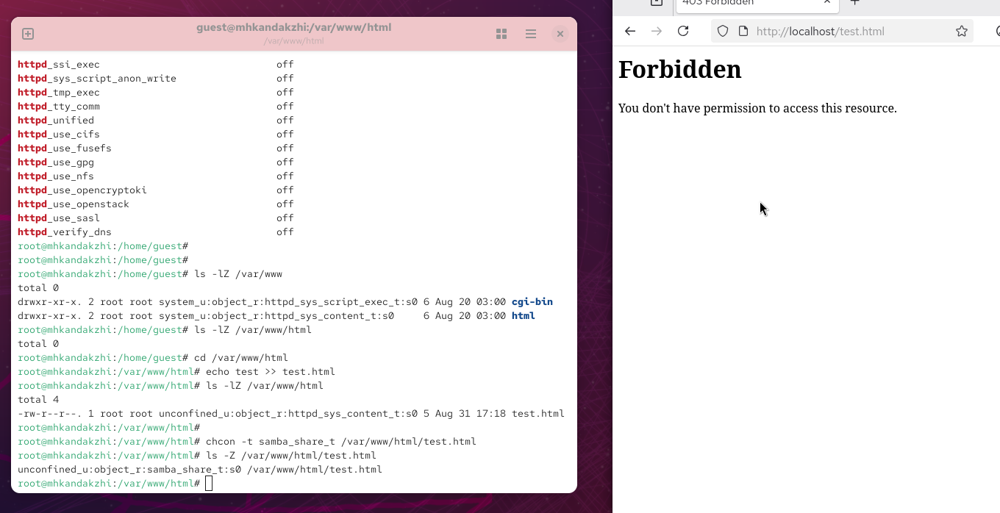 guest@mhkandakzhi:/var/www/html
/var/www/html
httpd_ssi_exec off
httpd_sys_script_anon_write off
httpd_tmp_exec off
httpd_tty_comm off
httpd_unified off
httpd_use_cifs off
httpd_use_fusefs off
httpd_use_gpg off
httpd_use_nfs off
httpd_use_opencryptoki off
httpd_use_openstack off
httpd_use_sasl off
httpd_verify_dns off
root@mhkandakzhi:/home/guest#
root@mhkandakzhi:/home/guest#
root@mhkandakzhi:/home/guest# ls -lZ /var/www
total 0
drwxr-xr-x. 2 root root system_u:object_r:httpd_sys_script_exec_t:s0 6 Aug 20 03:00 cgi-bin
drwxr-xr-x. 2 root root system_u:object_r:httpd_sys_content_t:s0 6 Aug 20 03:00 html
root@mhkandakzhi:/home/guest# ls -lZ /var/www/html
total 0
root@mhkandakzhi:/home/guest# cd /var/www/html
root@mhkandakzhi:/var/www/html# echo test >> test.html
root@mhkandakzhi:/var/www/html# ls -lZ /var/www/html
total 4
-rw-r--r--. 1 root root unconfined_u:object_r:httpd_sys_content_t:s0 5 Aug 31 17:18 test.html
root@mhkandakzhi:/var/www/html#
root@mhkandakzhi:/var/www/html# chcon -t samba_share_t /var/www/html/test.html
root@mhkandakzhi:/var/www/html# ls -Z /var/www/html/test.html
unconfined_u:object_r:samba_share_t:s0 /var/www/html/test.html
root@mhkandakzhi:/var/www/html#
403 Forbidden
http://localhost/test.html
Forbidden
You don't have permission to access this resource.